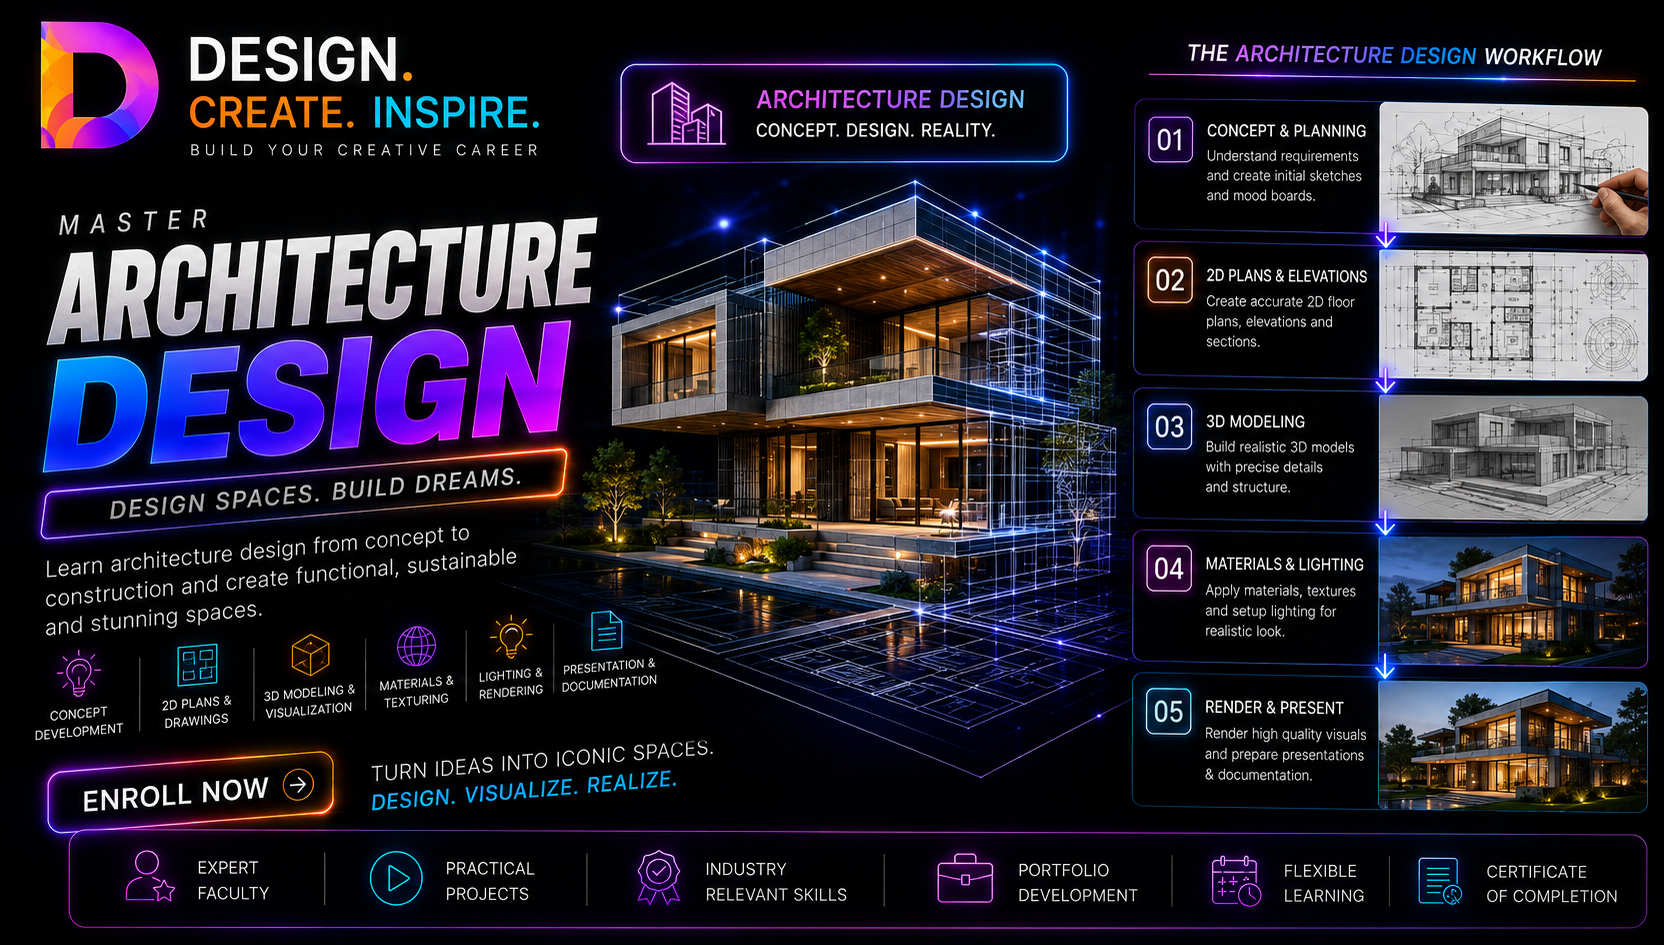 DESIGN.
CREATE. INSPIRE.
BUILD YOUR CREATIVE CAREER
MASTER
ARCHITECTURE
DESIGN
DESIGN SPACES. BUILD DREAMS.
Learn architecture design from concept to
construction and create functional, sustainable
and stunning spaces.
CONCEPT
DEVELOPMENT
2D PLANS &
DRAWINGS
3D MODELING &
VISUALIZATION
MATERIALS &
TEXTURING
LIGHTING &
RENDERING
PRESENTATION &
DOCUMENTATION
ENROLL NOW
TURN IDEAS INTO ICONIC SPACES.
DESIGN. VISUALIZE. REALIZE.
ARCHITECTURE DESIGN
CONCEPT. DESIGN. REALITY.
THE ARCHITECTURE DESIGN WORKFLOW
01
CONCEPT & PLANNING
Understand requirements
and create initial sketches
and mood boards.
02
2D PLANS & ELEVATIONS
Create accurate 2D floor
plans, elevations and
sections.
03
3D MODELING
Build realistic 3D models
with precise details
and structure.
04
MATERIALS & LIGHTING
Apply materials, textures
and setup lighting for
realistic look.
05
RENDER & PRESENT
Render high quality visuals
and prepare presentations
& documentation.
EXPERT
FACULTY
PRACTICAL
PROJECTS
INDUSTRY
RELEVANT SKILLS
PORTFOLIO
DEVELOPMENT
FLEXIBLE
LEARNING
CERTIFICATE
OF COMPLETION